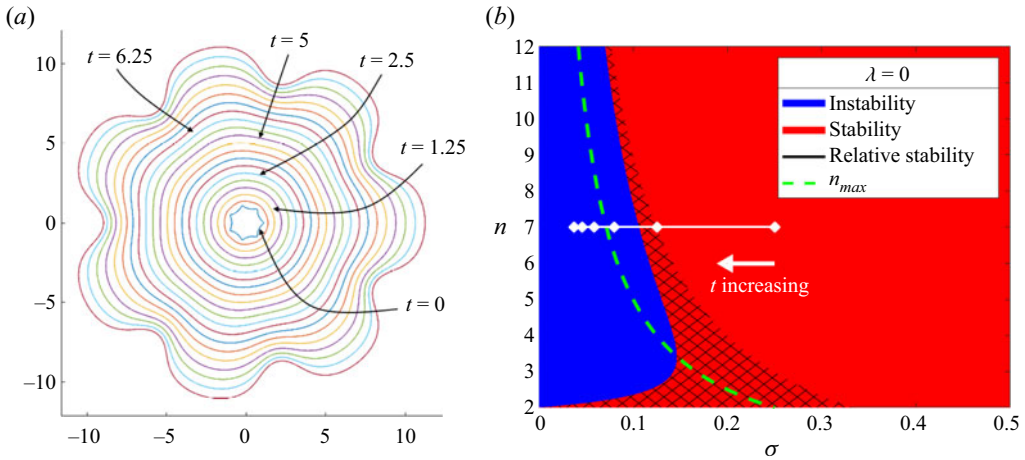 (a)
t = 6.25
t = 5
t = 2.5
t = 1.25
t = 0
10
5
0
–5
–10
–10 –5 0 5 10
(b)
12
11
10
9
8
7
6
5
4
3
2
n
λ = 0
Instability
Stability
Relative stability
n_max
t increasing
0 0.1 0.2 0.3 0.4 0.5
σ